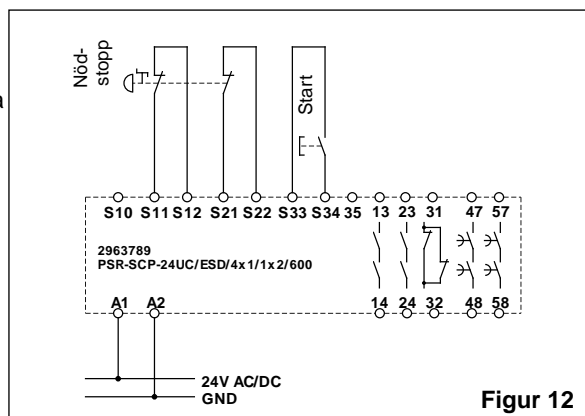 Nöd-
stopp
Start
a
S10 S11 S12 S21 S22 S33 S34 35 13 23 31 47 57
2963789
PSR-SCP-24UC/ESD/4x1/1x2/600
A1 A2 14 24 32 48 58
24V AC/DC
GND
Figur 12